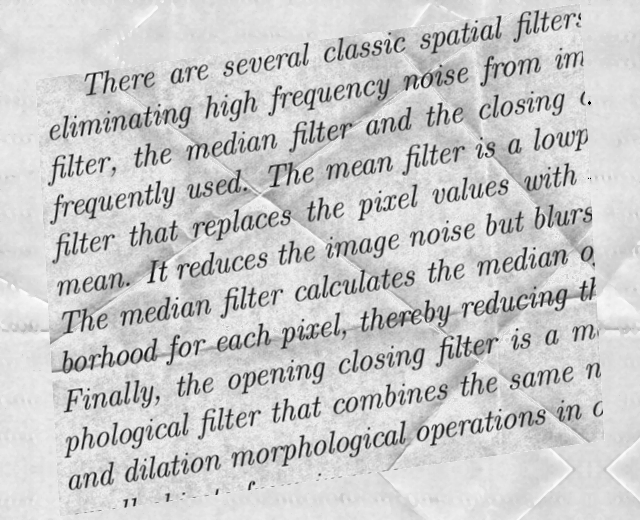 There are several classic spatial filters
eliminating high frequency noise from im
filter, the median filter and the closing
frequently used. The mean filter is a lowp
filter that replaces the pixel values with
mean. It reduces the image noise but blurs
The median filter calculates the median o
borhood for each pixel, thereby reducing th
Finally, the opening closing filter is a m
phological filter that combines the same n
and dilation morphological operations in o